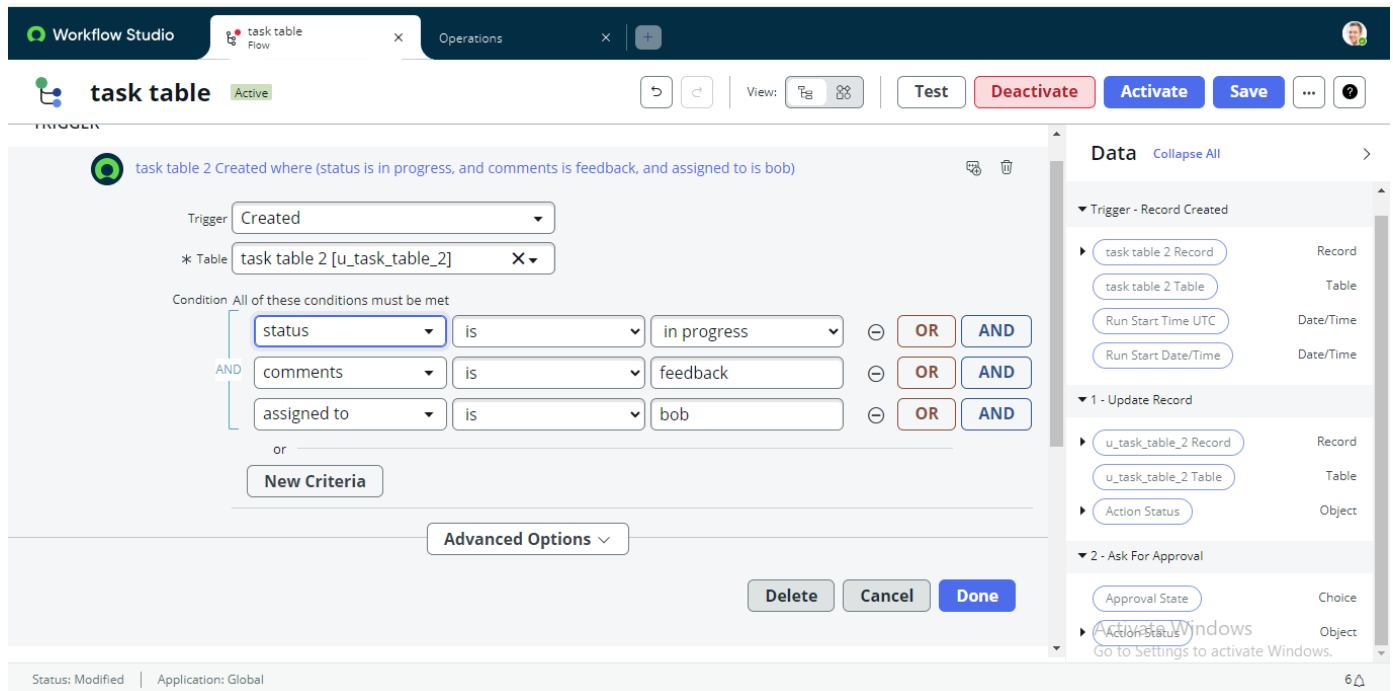 Workflow Studio
task table
Flow
Operations
task table Active
View:
Test
Deactivate
Activate
Save
TRIGGER
task table 2 Created where (status is in progress, and comments is feedback, and assigned to is bob)
Trigger Created
* Table task table 2 [u_task_table_2]
Condition All of these conditions must be met
status is in progress OR AND
AND
comments is feedback OR AND
assigned to is bob OR AND
or
New Criteria
Advanced Options
Delete Cancel Done
Data Collapse All
Trigger - Record Created
task table 2 Record Record
task table 2 Table Table
Run Start Time UTC Date/Time
Run Start Date/Time Date/Time
1 - Update Record
u_task_table_2 Record Record
u_task_table_2 Table Table
Action Status Object
2 - Ask For Approval
Approval State Choice
Action Status Object
Activate Windows
Go to Settings to activate Windows.
Status: Modified Application: Global
6